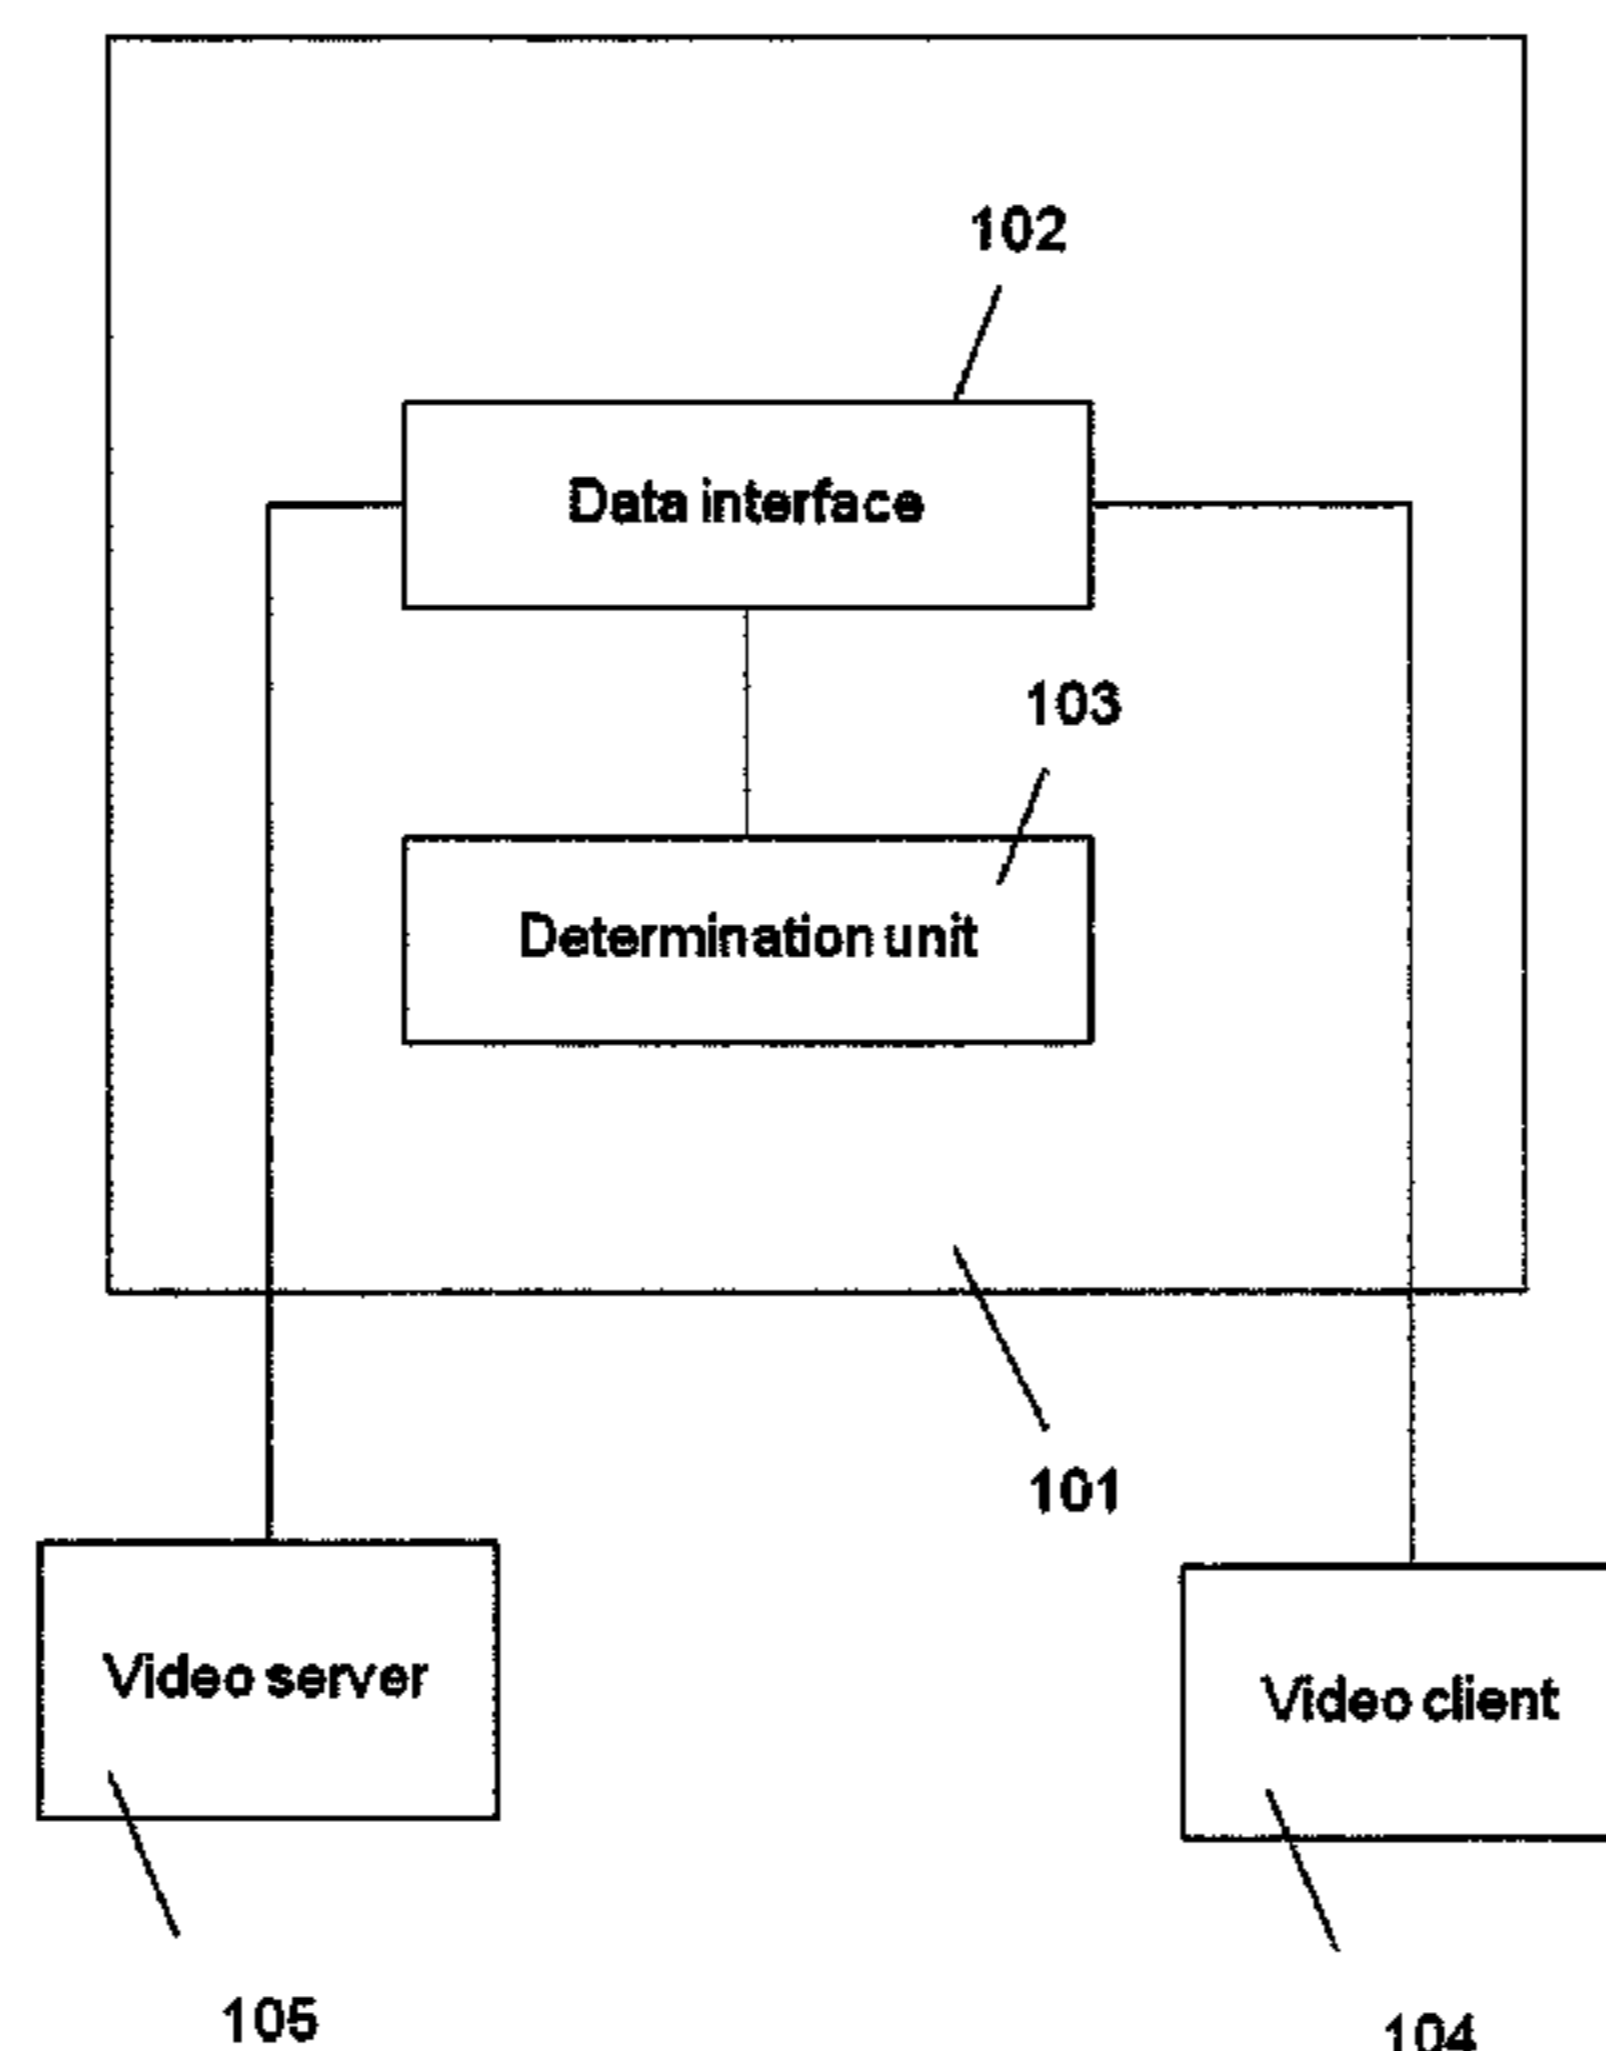 102
Data interface
103
Determination unit
101
Video server
Video client
105
104